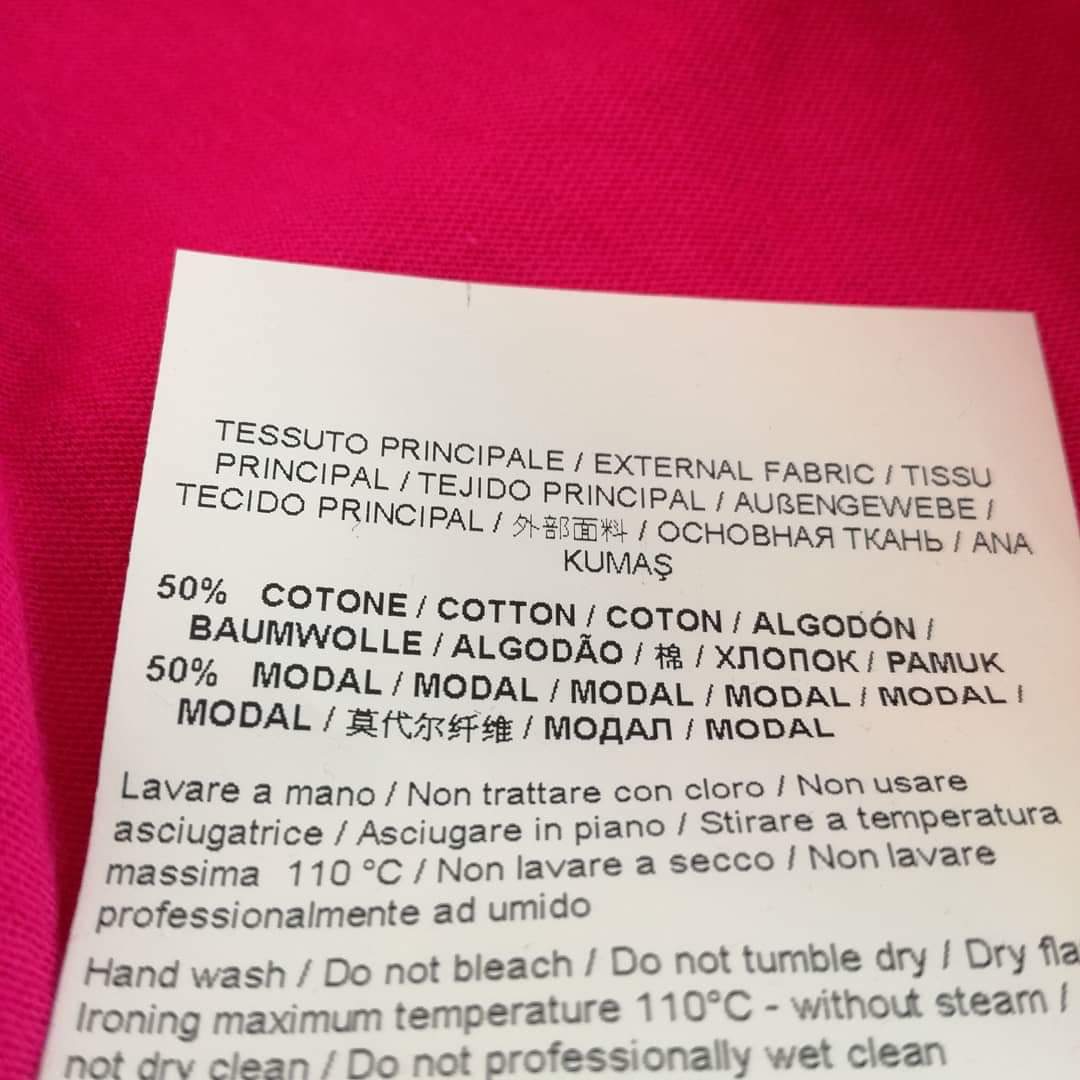 TESSUTO PRINCIPALE / EXTERNAL FABRIC / TISSU
PRINCIPAL / TEJIDO PRINCIPAL / AUßENGEWEBE /
TECIDO PRINCIPAL / 外部面料 / ОСНОВНАЯ ТКАНЬ / ANA
KUMAŞ
50% COTONE / COTTON / COTON / ALGODÓN /
BAUMWOLLE / ALGODÃO / 棉 / ХЛОПОК / PAMUK
50% MODAL / MODAL / MODAL / MODAL / MODAL /
MODAL / 莫代尔纤维 / МОДАЛ / MODAL
Lavare a mano / Non trattare con cloro / Non usare
asciugatrice / Asciugare in piano / Stirare a temperatura
massima 110 °C / Non lavare a secco / Non lavare
professionalmente ad umido
Hand wash / Do not bleach / Do not tumble dry / Dry fla
Ironing maximum temperature 110°C - without steam /
not dry clean / Do not professionally wet clean